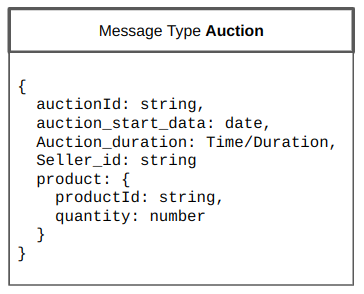 Message Type Auction
{
auctionId: string,
auction_start_data: date,
Auction_duration: Time/Duration,
Seller_id: string
product: {
productId: string,
quantity: number
}
}